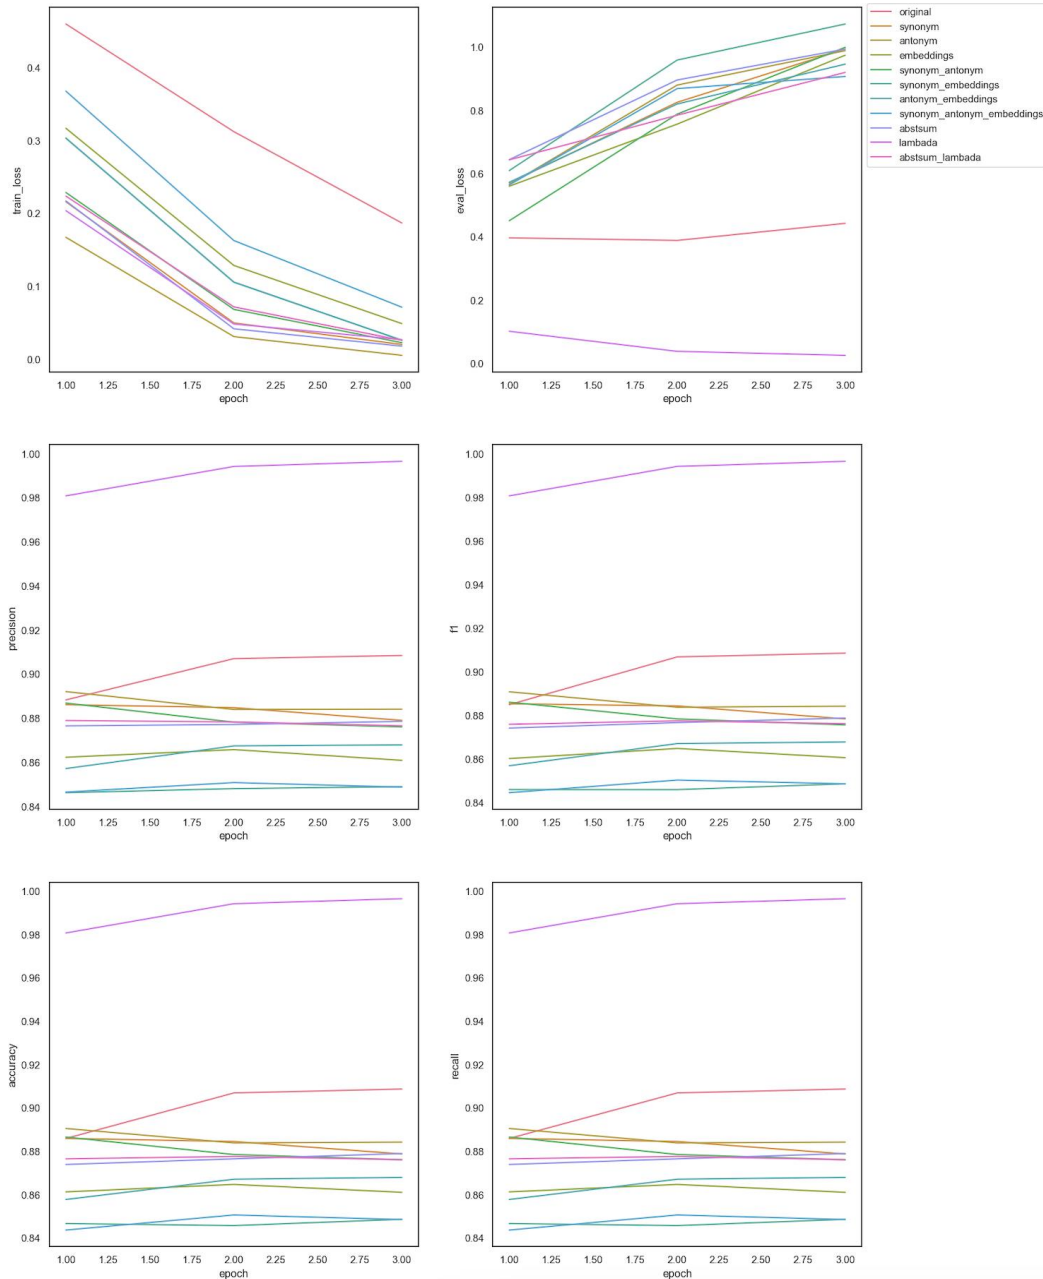 0.4
0.3
0.2
0.1
0.0
train_loss
1.00 1.25 1.50 1.75 2.00 2.25 2.50 2.75 3.00
epoch
1.0
0.8
0.6
0.4
0.2
0.0
eval_loss
1.00 1.25 1.50 1.75 2.00 2.25 2.50 2.75 3.00
epoch
original
synonym
antonym
embeddings
synonym_antonym
synonym_embeddings
antonym_embeddings
synonym_antonym_embeddings
abstsum
lambada
abstsum_lambada
1.00
0.98
0.96
0.94
0.92
0.90
0.88
0.86
0.84
precision
1.00 1.25 1.50 1.75 2.00 2.25 2.50 2.75 3.00
epoch
1.00
0.98
0.96
0.94
0.92
0.90
0.88
0.86
0.84
f1
1.00 1.25 1.50 1.75 2.00 2.25 2.50 2.75 3.00
epoch
1.00
0.98
0.96
0.94
0.92
0.90
0.88
0.86
0.84
accuracy
1.00 1.25 1.50 1.75 2.00 2.25 2.50 2.75 3.00
epoch
1.00
0.98
0.96
0.94
0.92
0.90
0.88
0.86
0.84
recall
1.00 1.25 1.50 1.75 2.00 2.25 2.50 2.75 3.00
epoch